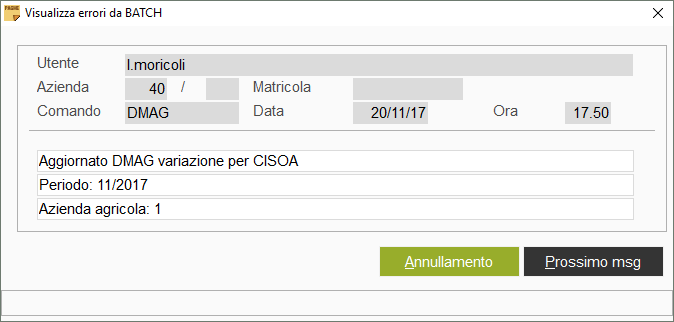 Visualizza errori da BATCH
Utente l.moricoli
Azienda 40 / Matricola
Comando DMAG Data 20/11/17 Ora 17.50
Aggiornato DMAG variazione per CISOA
Periodo: 11/2017
Azienda agricola: 1
Annullamento Prossimo msg